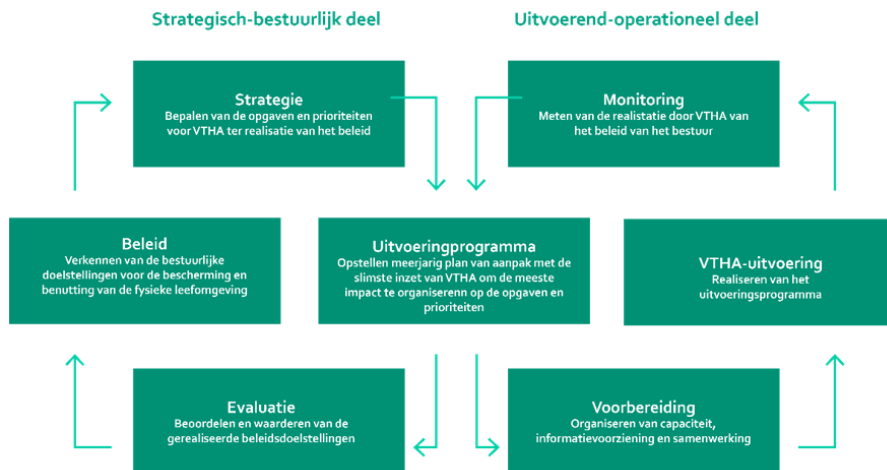 Strategisch-bestuurlijk deel
Uitvoerend-operationeel deel
Strategie
Bepalen van de opgaven en prioriteiten
voor VTHA ter realisatie van het beleid
Monitoring
Meten van de realistatie door VTHA van
het beleid van het bestuur
Beleid
Verkennen van de bestuurlijke
doelstellingen voor de bescherming en
benutting van de fysieke leefomgeving
Uitvoeringprogramma
Opstellen meerjarig plan van aanpak met de
slimste inzet van VTHA om de meeste
impact te organiserenn op de opgaven en
prioriteiten
VTHA-uitvoering
Realiseren van het
uitvoeringsprogramma
Evaluatie
Beoordelen en waarderen van de
gerealiseerde beleidsdoelstellingen
Voorbereiding
Organiseren van capaciteit,
informatievoorziening en samenwerking